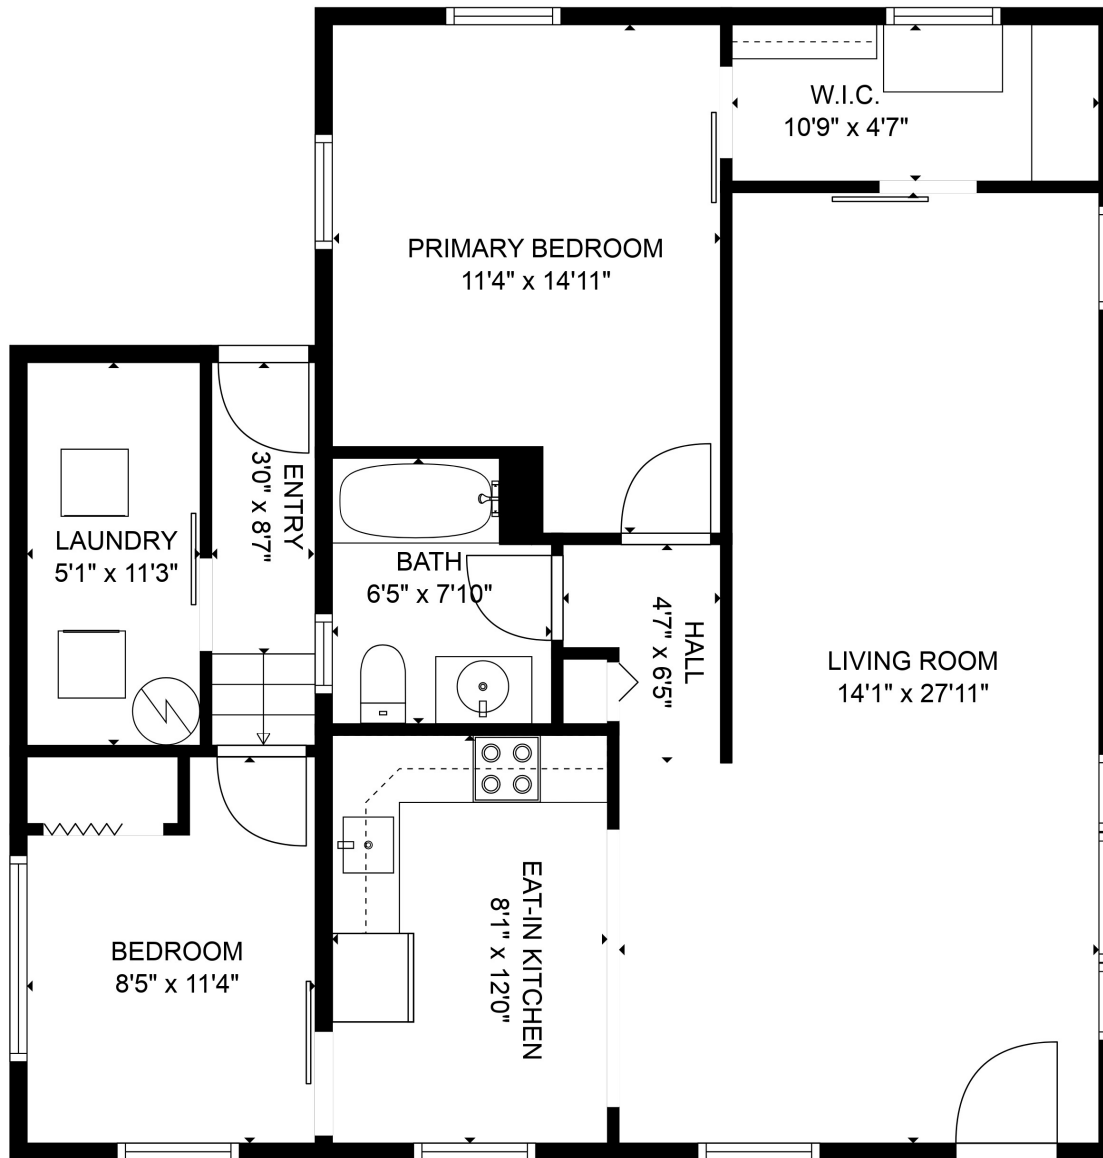 W.I.C.
10'9" x 4'7"
PRIMARY BEDROOM
11'4" x 14'11"
ENTRY
3'0" x 8'7"
LAUNDRY
5'1" x 11'3"
BATH
6'5" x 7'10"
HALL
4'7" x 6'5"
LIVING ROOM
14'1" x 27'11"
BEDROOM
8'5" x 11'4"
EAT-IN KITCHEN
8'1" x 12'0"